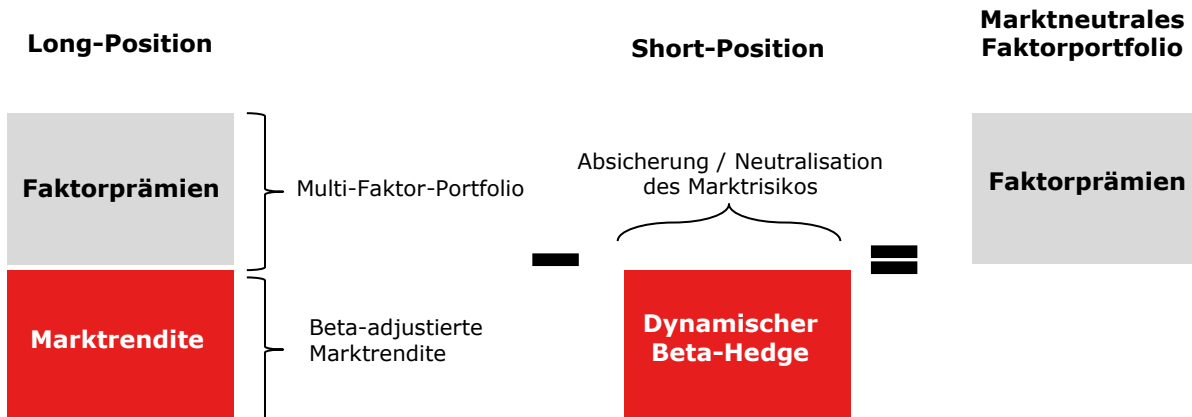 Long-Position
Short-Position
Marktneutrales
Faktorportfolio
Faktorprämien
Multi-Faktor-Portfolio
Absicherung / Neutralisation
des Marktrisikos
Faktorprämien
Marktrendite
Beta-adjustierte
Marktrendite
Dynamischer
Beta-Hedge